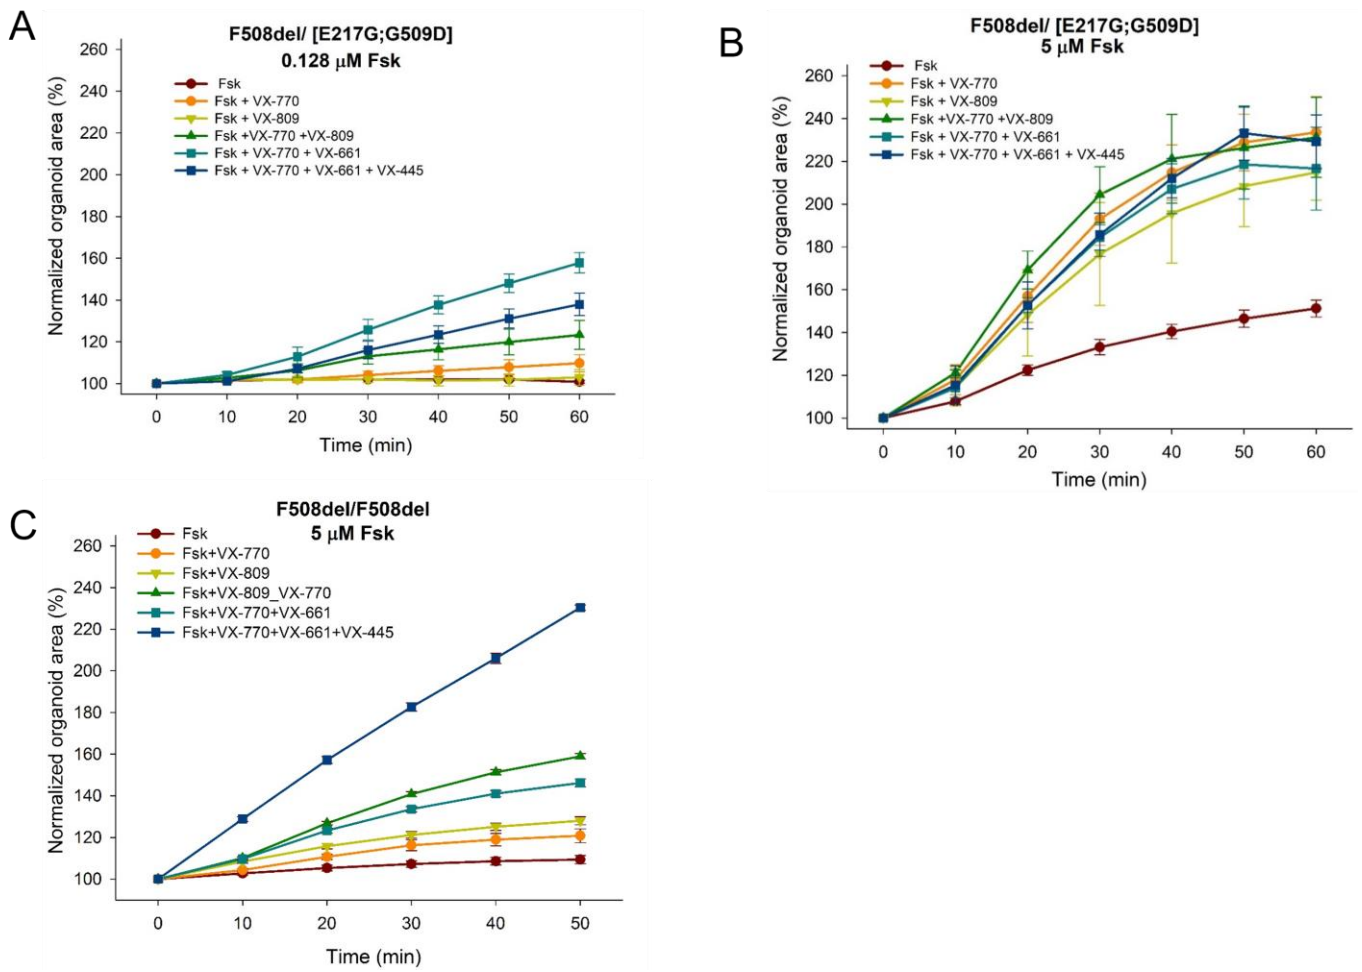 A
F508del/ [E217G;G509D]
0.128 μM Fsk
Fsk
Fsk + VX-770
Fsk + VX-809
Fsk +VX-770 +VX-809
Fsk + VX-770 + VX-661
Fsk + VX-770 + VX-661 + VX-445
Normalized organoid area (%)
260
240
220
200
180
160
140
120
100
0 10 20 30 40 50 60
Time (min)
B
F508del/ [E217G;G509D]
5 μM Fsk
Fsk
Fsk + VX-770
Fsk + VX-809
Fsk +VX-770 +VX-809
Fsk + VX-770 + VX-661
Fsk + VX-770 + VX-661 + VX-445
Normalized organoid area (%)
260
240
220
200
180
160
140
120
100
0 10 20 30 40 50 60
Time (min)
C
F508del/F508del
5 μM Fsk
Fsk
Fsk+VX-770
Fsk+VX-809
Fsk+VX-809_VX-770
Fsk+VX-770+VX-661
Fsk+VX-770+VX-661+VX-445
Normalized organoid area (%)
260
240
220
200
180
160
140
120
100
0 10 20 30 40 50
Time (min)